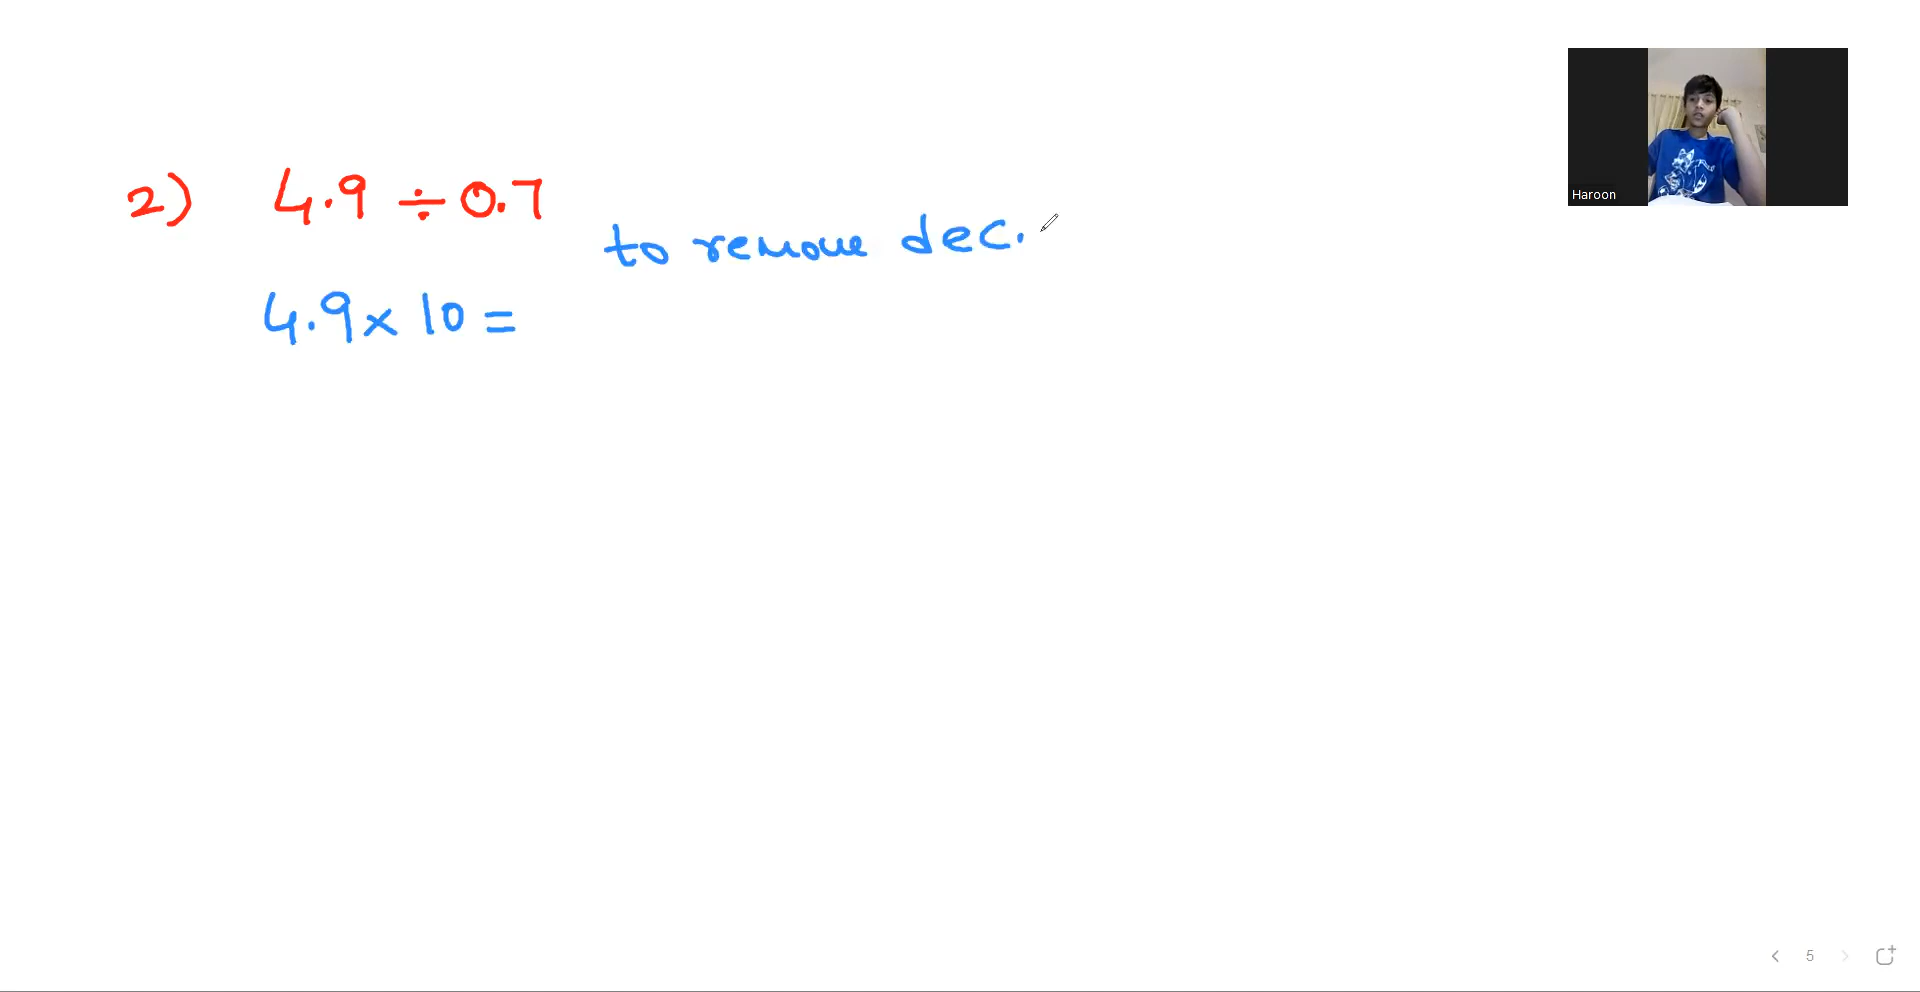 2) 4.9 ÷ 0.7
to remove dec.
4.9 × 10 =
Haroon
5